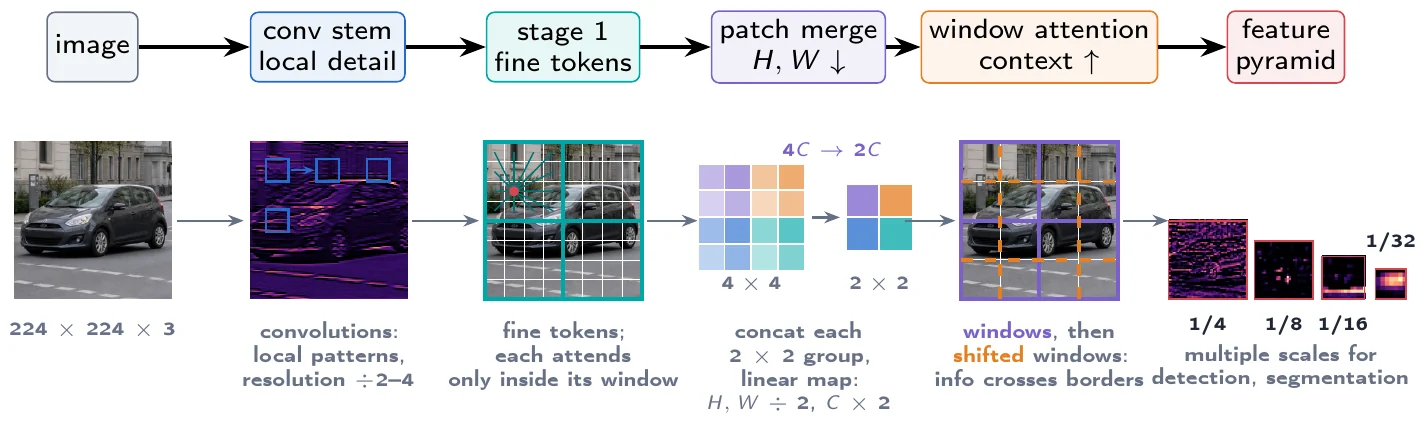 image
conv stem
local detail
stage 1
fine tokens
patch merge
H, W ↓
window attention
context ↑
feature
pyramid
224 × 224 × 3
convolutions:
local patterns,
resolution ÷2–4
fine tokens;
each attends
only inside its window
4C → 2C
4 × 4
2 × 2
concat each
2 × 2 group,
linear map:
H, W ÷ 2, C × 2
windows, then
shifted windows:
info crosses borders
1/32
1/4
1/8
1/16
multiple scales for
detection, segmentation